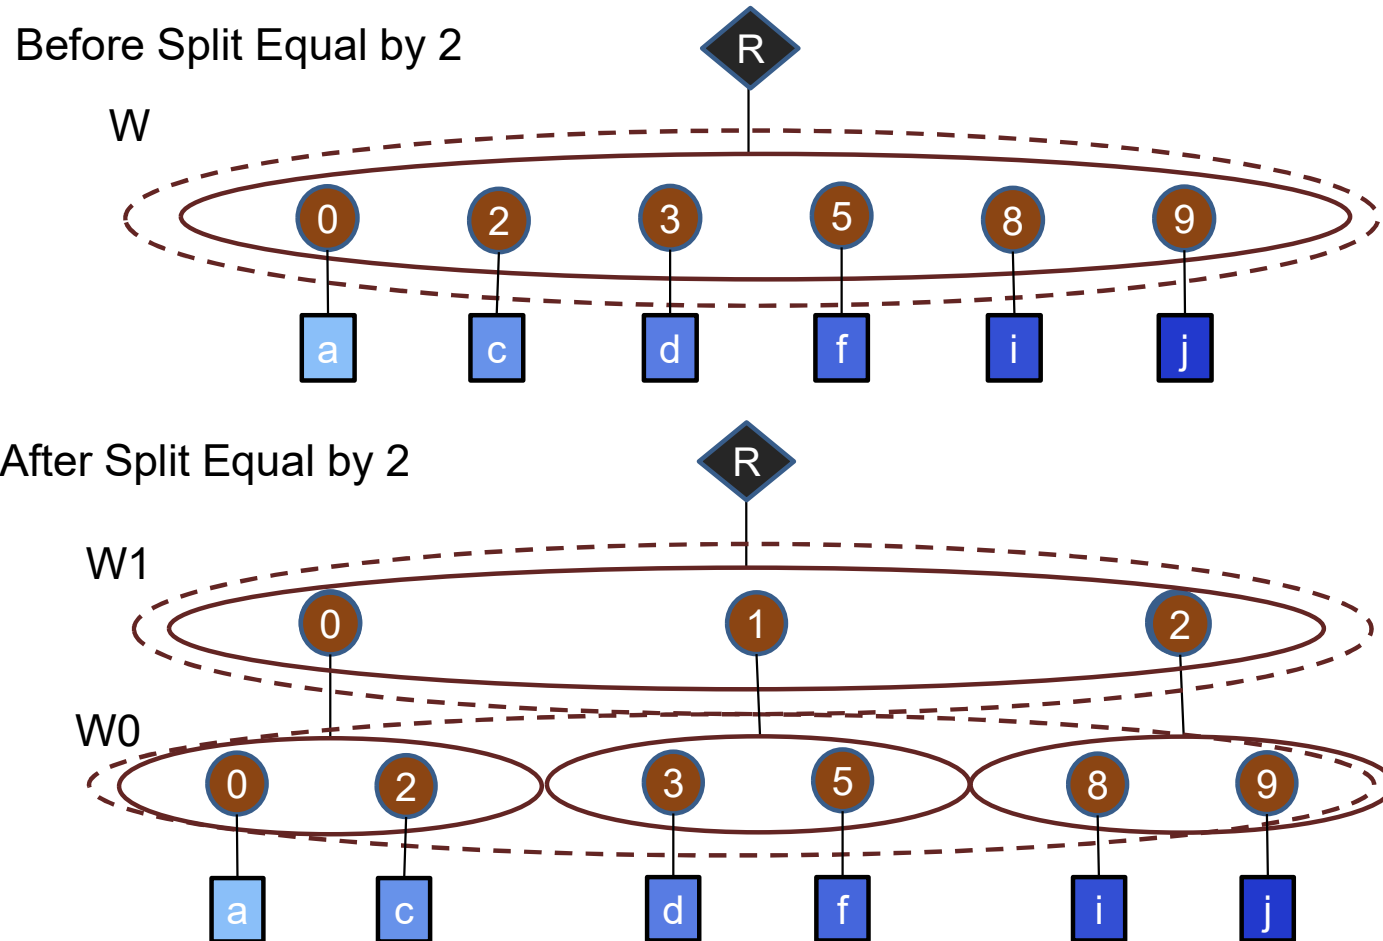 Before Split Equal by 2
R
W
0 2 3 5 8 9
a c d f i j
After Split Equal by 2
R
W1
0 1 2
W0
0 2 3 5 8 9
a c d f i j